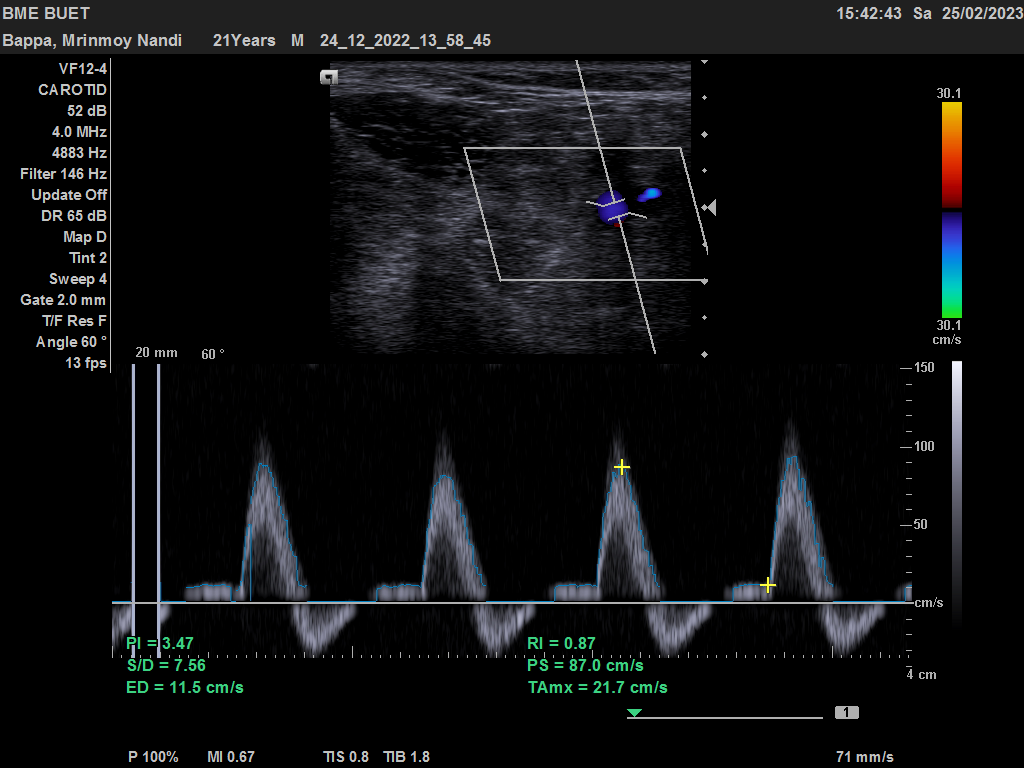 BME BUET 15:42:43 Sa 25/02/2023
Bappa, Mrinmoy Nandi 21Years M 24_12_2022_13_58_45
VF12-4
CAROTID
52 dB
4.0 MHz
4883 Hz
Filter 146 Hz
Update Off
DR 65 dB
Map D
Tint 2
Sweep 4
Gate 2.0 mm
T/F Res F
Angle 60 °
13 fps
30.1
30.1
cm/s
20 mm 60 °
150
100
50
cm/s
4 cm
PI = 3.47
S/D = 7.56
ED = 11.5 cm/s
RI = 0.87
PS = 87.0 cm/s
TAmx = 21.7 cm/s
1
P 100% MI 0.67 TIS 0.8 TIB 1.8 71 mm/s